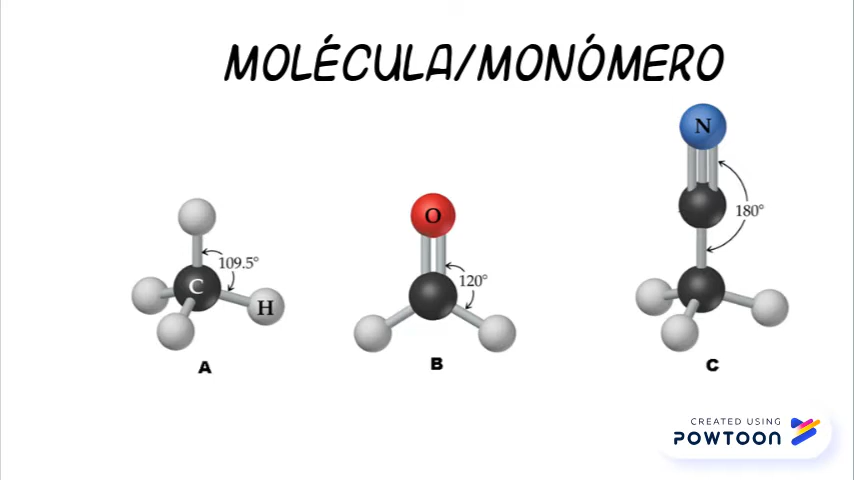 MOLÉCULA/MONÓMERO
C
H
109.5°
A
O
120°
B
N
180°
C
CREATED USING
POWTOON